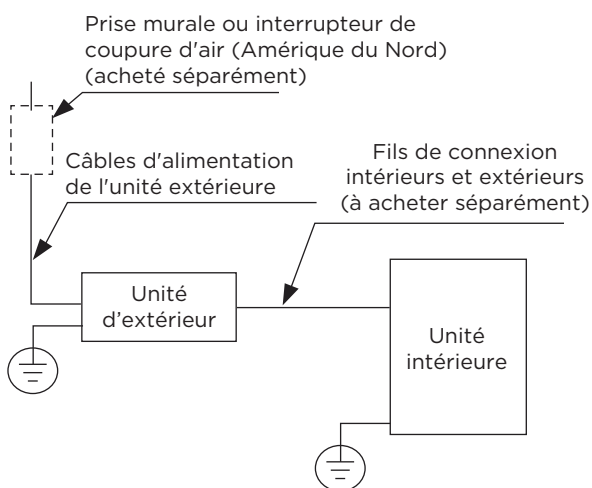 Prise murale ou interrupteur de
coupure d'air (Amérique du Nord)
(acheté séparément)
Câbles d'alimentation
de l'unité extérieure
Fils de connexion
intérieurs et extérieurs
(à acheter séparément)
Unité
d'extérieur
Unité
intérieure